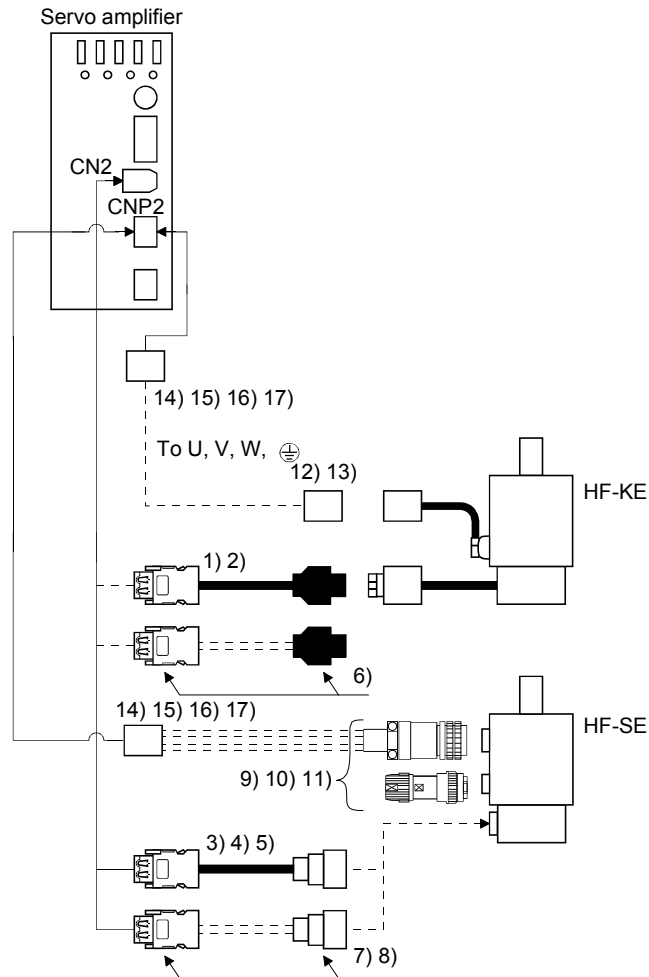 Servo amplifier
CN2
CNP2
14) 15) 16) 17)
To U, V, W,
12) 13)
HF-KE
1) 2)
6)
14) 15) 16) 17)
HF-SE
9) 10) 11)
3) 4) 5)
7) 8)